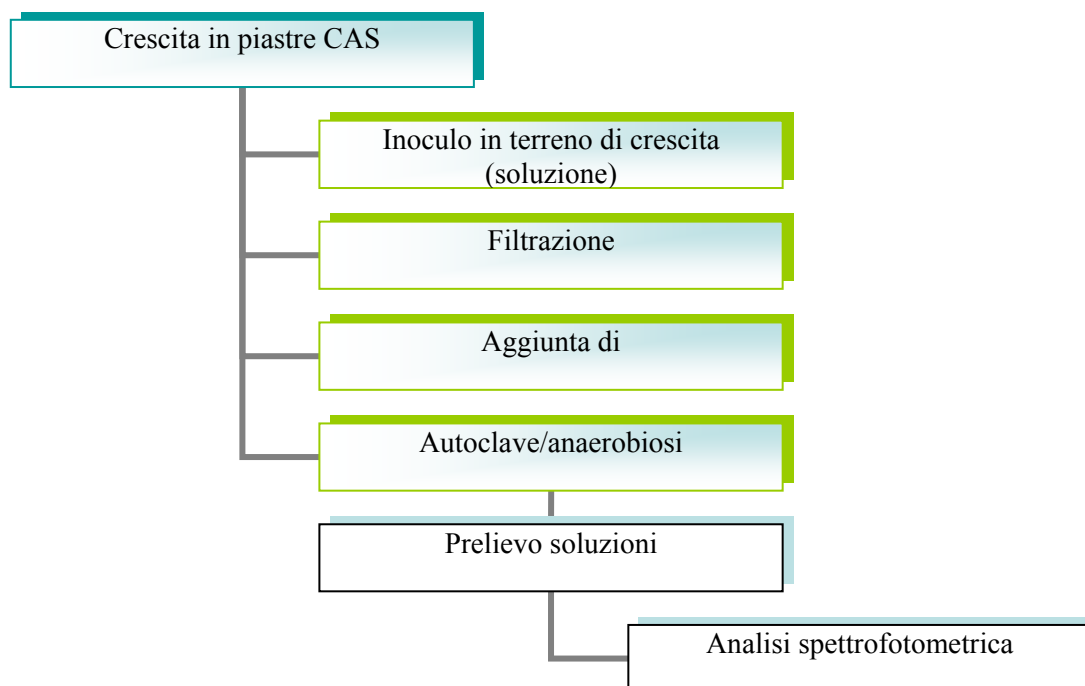 Crescita in piastre CAS
Inoculo in terreno di crescita
(soluzione)
Filtrazione
Aggiunta di
Autoclave/anaerobiosi
Prelievo soluzioni
Analisi spettrofotometrica